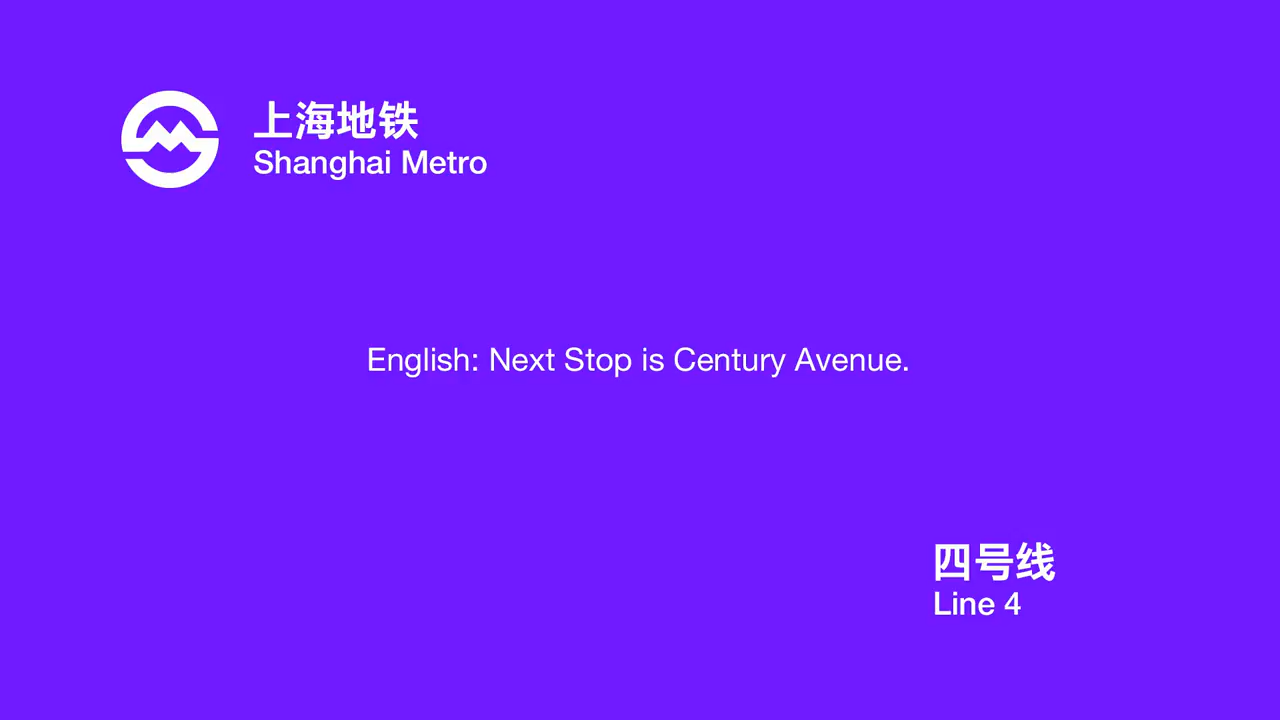 上海地铁
Shanghai Metro
English: Next Stop is Century Avenue.
四号线
Line 4